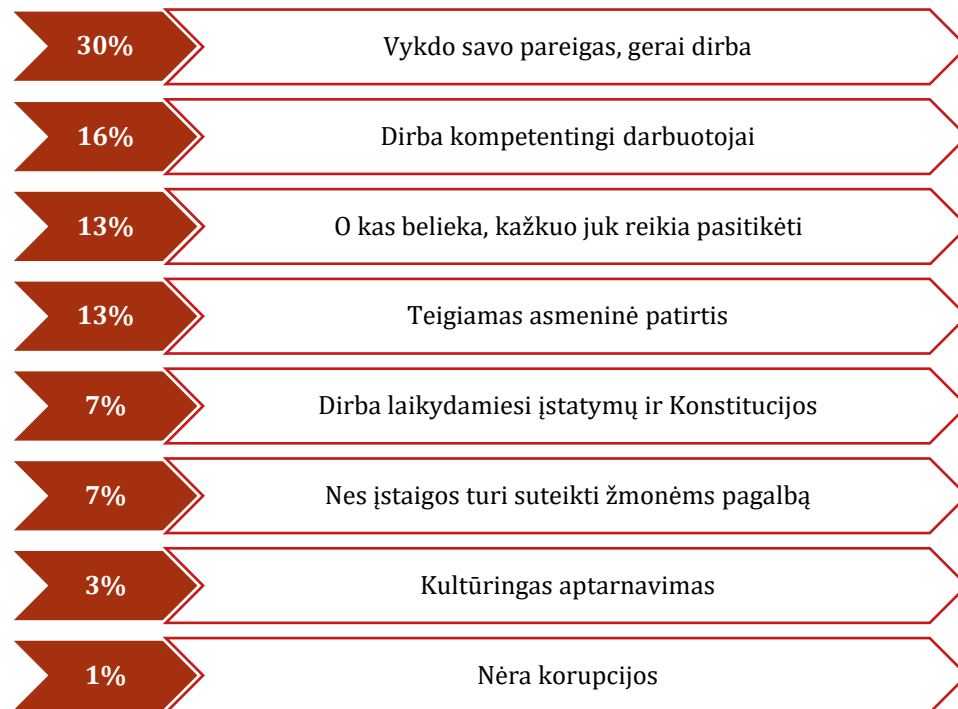 30% Vykdo savo pareigas, gerai dirba
16% Dirba kompetentingi darbuotojai
13% O kas belieka, kažkuo juk reikia pasitikėti
13% Teigiamas asmeninė patirtis
7% Dirba laikydamiesi įstatymų ir Konstitucijos
7% Nes įstaigos turi suteikti žmonėms pagalbą
3% Kultūringas aptarnavimas
1% Nėra korupcijos